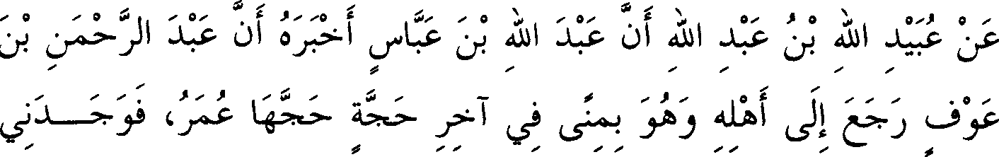 عَنْ عُبَيْدِ اللهِ بْنُ عَبْدِ اللهِ أَنَّ عَبْدَ اللهِ بْنَ عَبَّاسٍ أَخْبَرَهُ أَنَّ عَبْدَ الرَّحْمَنِ بْنَ
عَوْفٍ رَجَعَ إِلَى أَهْلِهِ وَهُوَ بِمِنًى فِي آخِرِ حَجَّةٍ حَجَّهَا عُمَرُ، فَوَجَـــدَنِي